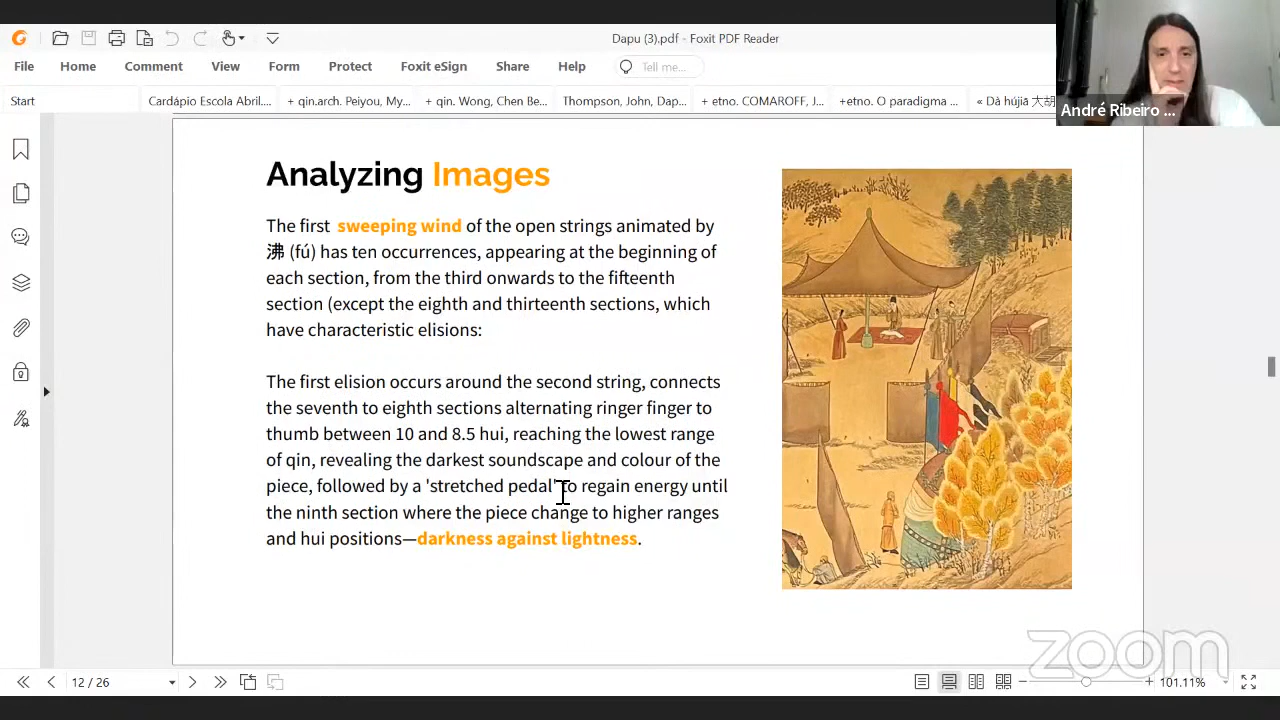 Dapu (3).pdf - Foxit PDF Reader
File Home Comment View Form Protect Foxit eSign Share Help Tell me...
Start Cardápio Escola Abril.... + qin.arch. Pèiyou, My... + qin. Wong, Chen Be... Thompson, John, Dap... + etno. COMAROFF, J... +etno. O paradigma ... « Dà hújiā 大胡
André Ribeiro ...
Analyzing Images
The first sweeping wind of the open strings animated by
沸 (fú) has ten occurrences, appearing at the beginning of
each section, from the third onwards to the fifteenth
section (except the eighth and thirteenth sections, which
have characteristic elisions:
The first elision occurs around the second string, connects
the seventh to eighth sections alternating ringer finger to
thumb between 10 and 8.5 hui, reaching the lowest range
of qin, revealing the darkest soundscape and colour of the
piece, followed by a 'stretched pedal' to regain energy until
the ninth section where the piece change to higher ranges
and hui positions—darkness against lightness.
zoom
12 / 26
101.11%